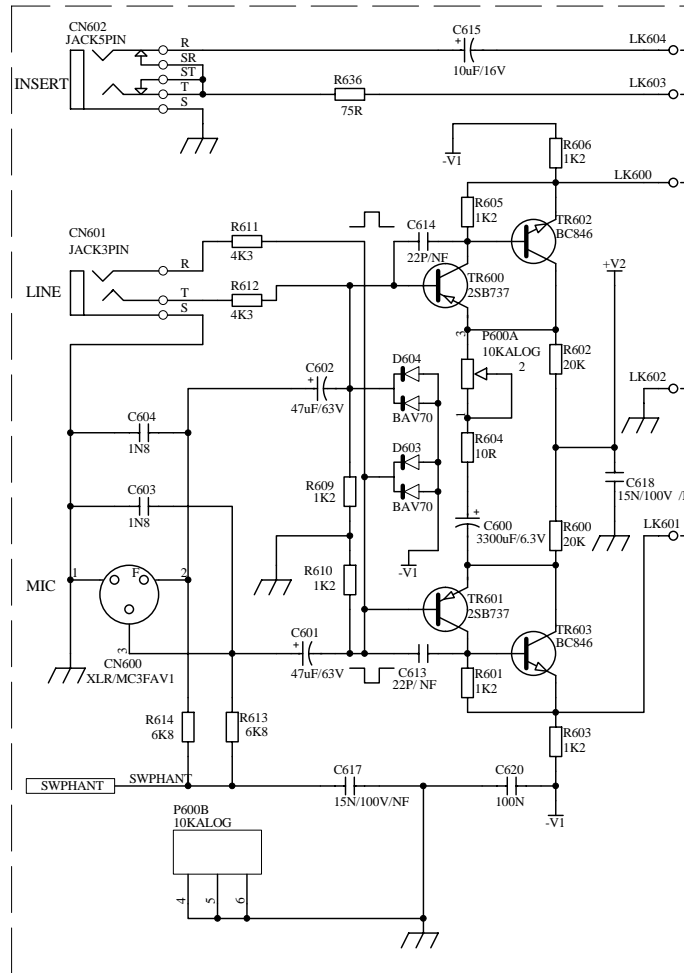 CN602
JACK5PIN
R
SR
ST
T
S
INSERT
C615
+
10uF/16V
LK604
R636
75R
LK603
-V1
R606
1K2
LK600
R605
1K2
C614
22P/NF
TR602
BC846
CN601
JACK3PIN
R
T
S
LINE
R611
4K3
R612
4K3
TR600
2SB737
+V2
3
P600A
10KALOG
2
1
R602
20K
C602
+
47uF/63V
D604
BAV70
LK602
C604
1N8
R604
10R
D603
BAV70
C603
1N8
R609
1K2
C618
15N/100V
+
C600
3300uF/6.3V
R600
20K
LK601
MIC
1
F
2
3
CN600
XLR/MC3FAV1
R610
1K2
-V1
TR601
2SB737
TR603
BC846
C601
+
47uF/63V
C613
22P/ NF
R601
1K2
R614
6K8
R613
6K8
R603
1K2
SWPHANT
SWPHANT
C617
15N/100V/NF
C620
100N
-V1
P600B
10KALOG
4
5
6